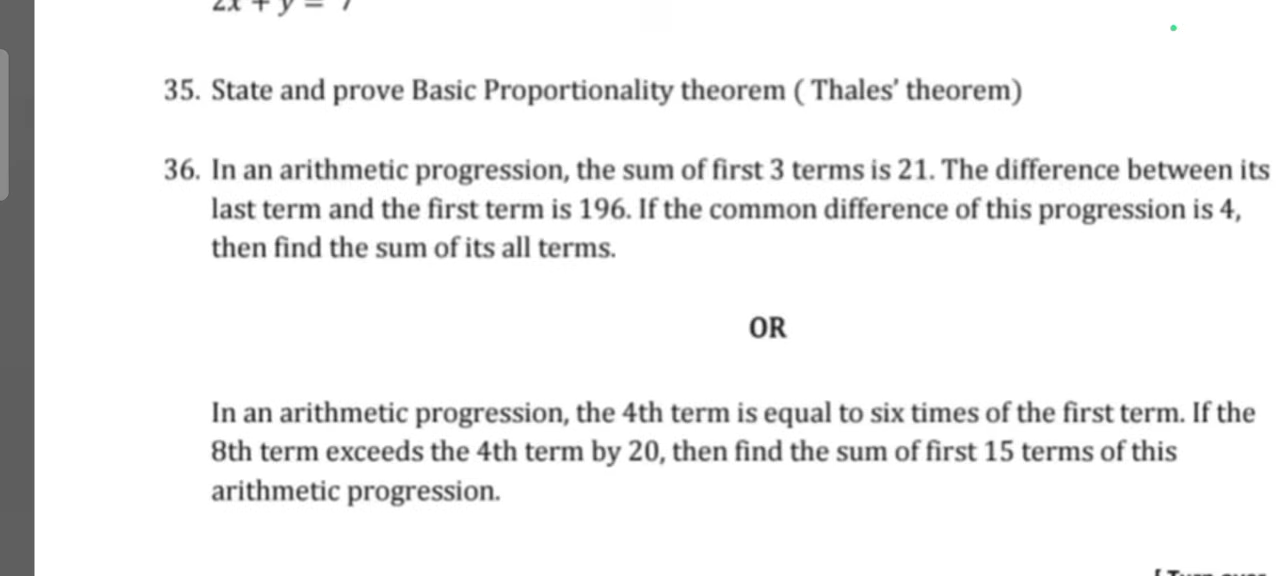 2x + y = 7
35. State and prove Basic Proportionality theorem ( Thales' theorem)
36. In an arithmetic progression, the sum of first 3 terms is 21. The difference between its
last term and the first term is 196. If the common difference of this progression is 4,
then find the sum of its all terms.
OR
In an arithmetic progression, the 4th term is equal to six times of the first term. If the
8th term exceeds the 4th term by 20, then find the sum of first 15 terms of this
arithmetic progression.